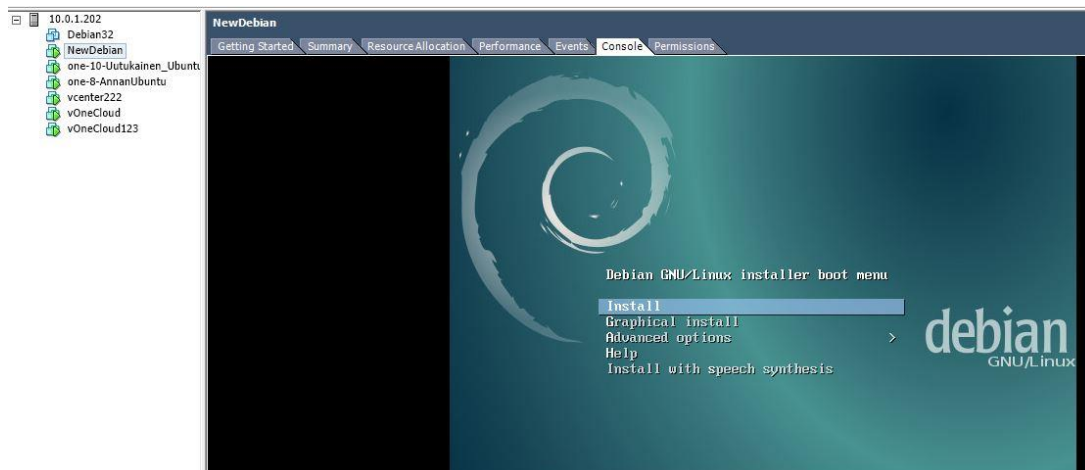 10.0.1.202
Debian32
NewDebian
one-10-Uutukainen_Ubuntu
one-8-AnnanUbuntu
vcenter222
vOneCloud
vOneCloud123
NewDebian
Getting Started Summary Resource Allocation Performance Events Console Permissions
Debian GNU/Linux installer boot menu
Install
Graphical install
Advanced options >
Help
Install with speech synthesis
debian
GNU/Linux